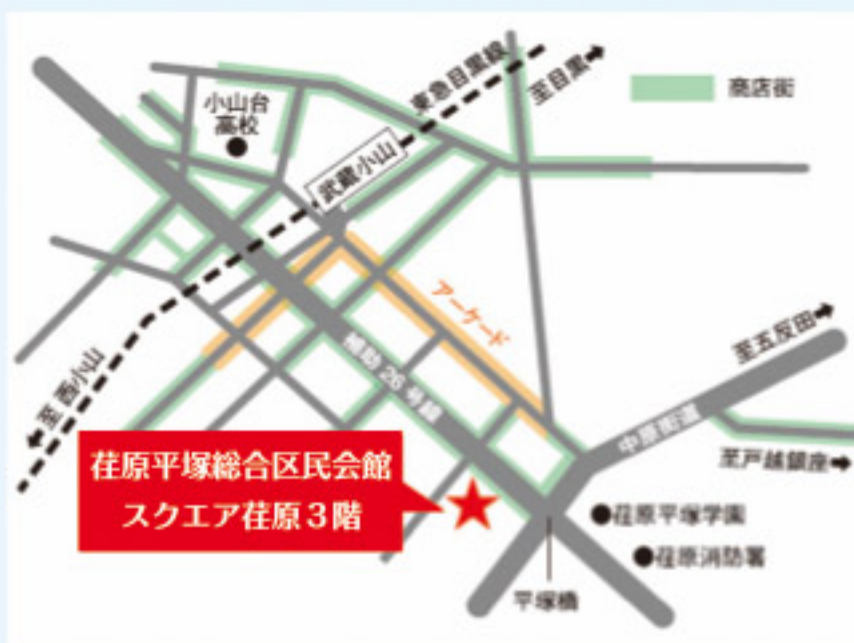 東急目黒線
至目黒
商店街
小山台
高校
武蔵小山
アーケード
至五反田
補助26号線
中原街道
至西小山
至戸越銀座
荏原平塚総合区民会館
スクエア荏原3階
荏原平塚学園
荏原消防署
平塚橋